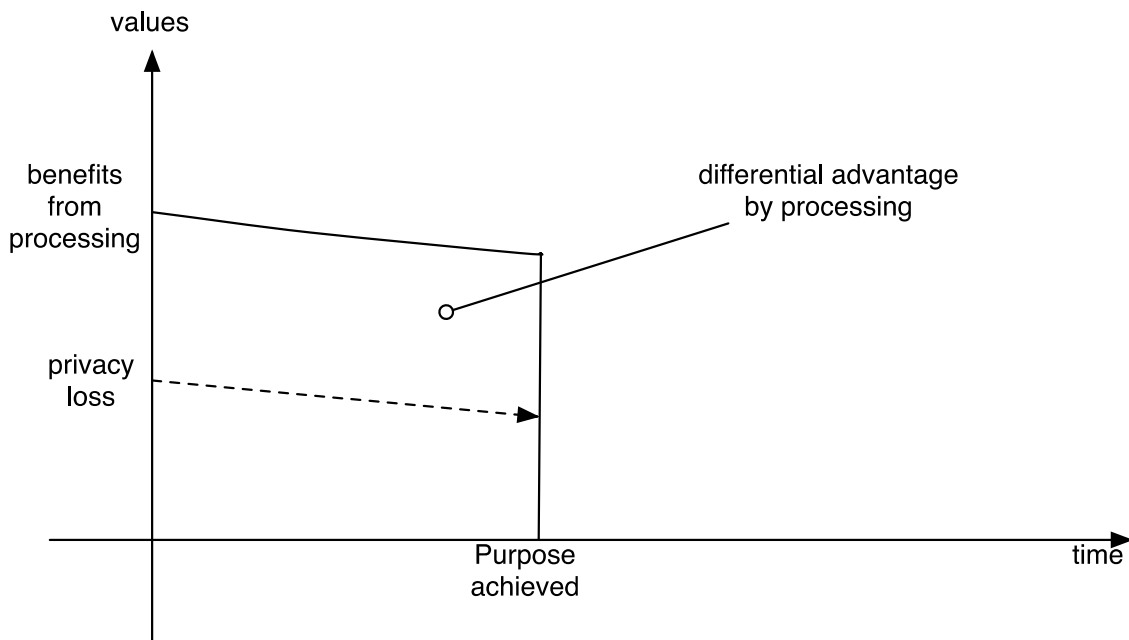 values
benefits
from
processing
differential advantage
by processing
privacy
loss
Purpose
achieved
time